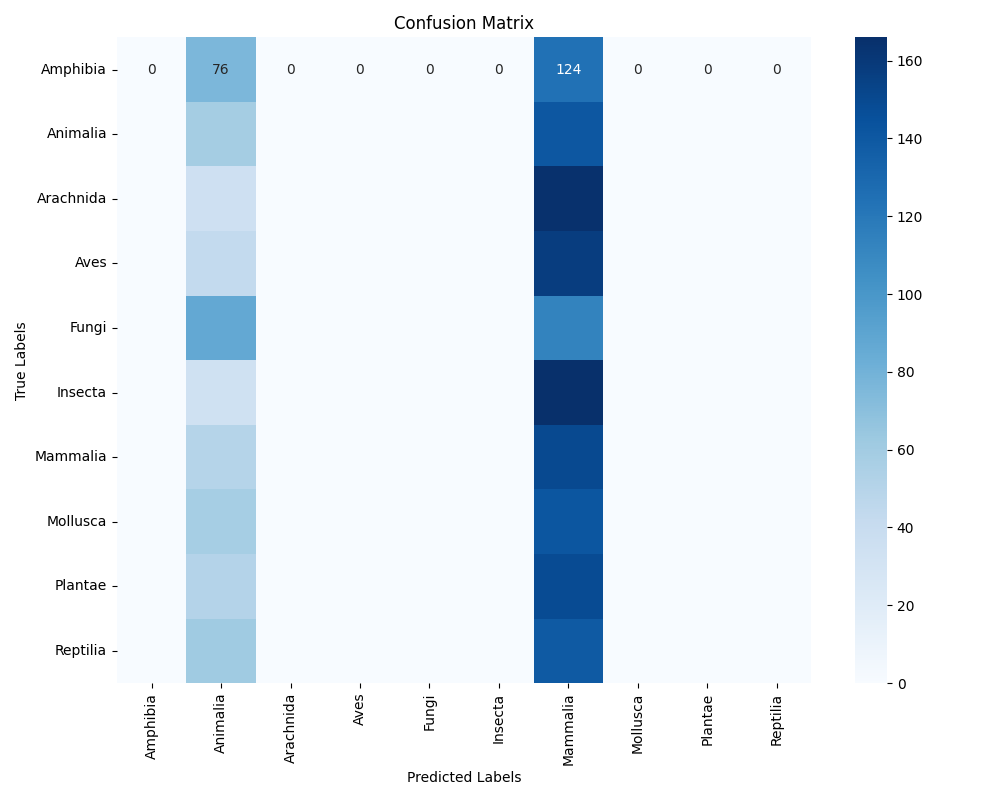 Confusion Matrix
True Labels
Amphibia 0 76 0 0 0 0 124 0 0 0
Animalia
Arachnida
Aves
Fungi
Insecta
Mammalia
Mollusca
Plantae
Reptilia
Amphibia Animalia Arachnida Aves Fungi Insecta Mammalia Mollusca Plantae Reptilia
Predicted Labels
160
140
120
100
80
60
40
20
0